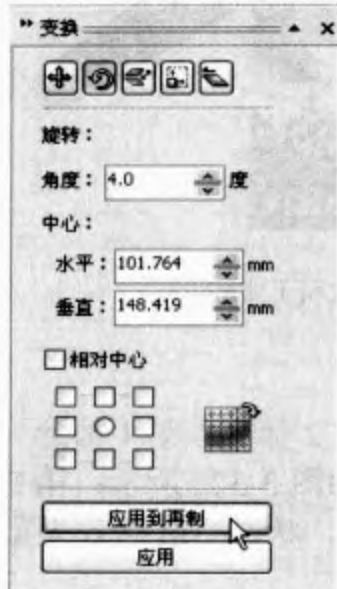 变换
旋转：
角度： 4.0 度
中心：
水平： 101.764 mm
垂直： 148.419 mm
相对中心
应用到再制
应用